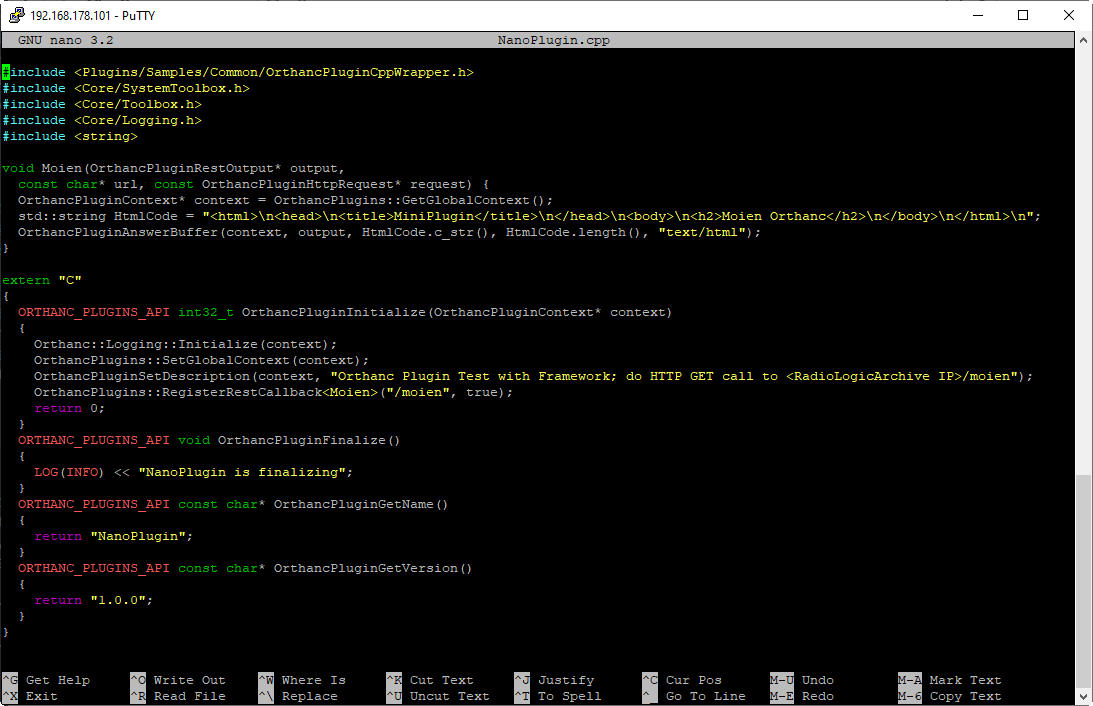 192.168.178.101 - PuTTY
GNU nano 3.2 NanoPlugin.cpp
#include <Plugins/Samples/Common/OrthancPluginCppWrapper.h>
#include <Core/SystemToolbox.h>
#include <Core/Toolbox.h>
#include <Core/Logging.h>
#include <string>
void Moien(OrthancPluginRestOutput* output,
  const char* url, const OrthancPluginHttpRequest* request) {
  OrthancPluginContext* context = OrthancPlugins::GetGlobalContext();
  std::string HtmlCode = "<html>\n<head>\n<title>MiniPlugin</title>\n</head>\n<body>\n<h2>Moien Orthanc</h2>\n</body>\n</html>\n";
  OrthancPluginAnswerBuffer(context, output, HtmlCode.c_str(), HtmlCode.length(), "text/html");
}
extern "C"
{
  ORTHANC_PLUGINS_API int32_t OrthancPluginInitialize(OrthancPluginContext* context)
  {
    Orthanc::Logging::Initialize(context);
    OrthancPlugins::SetGlobalContext(context);
    OrthancPluginSetDescription(context, "Orthanc Plugin Test with Framework; do HTTP GET call to <RadioLogicArchive IP>/moien");
    OrthancPlugins::RegisterRestCallback<Moien>("/moien", true);
    return 0;
  }
  ORTHANC_PLUGINS_API void OrthancPluginFinalize()
  {
    LOG(INFO) << "NanoPlugin is finalizing";
  }
  ORTHANC_PLUGINS_API const char* OrthancPluginGetName()
  {
    return "NanoPlugin";
  }
  ORTHANC_PLUGINS_API const char* OrthancPluginGetVersion()
  {
    return "1.0.0";
  }
}
^G Get Help ^O Write Out ^W Where Is ^K Cut Text ^J Justify ^C Cur Pos M-U Undo M-A Mark Text
^X Exit ^R Read File ^\ Replace ^U Uncut Text ^T To Spell ^_ Go To Line M-E Redo M-6 Copy Text